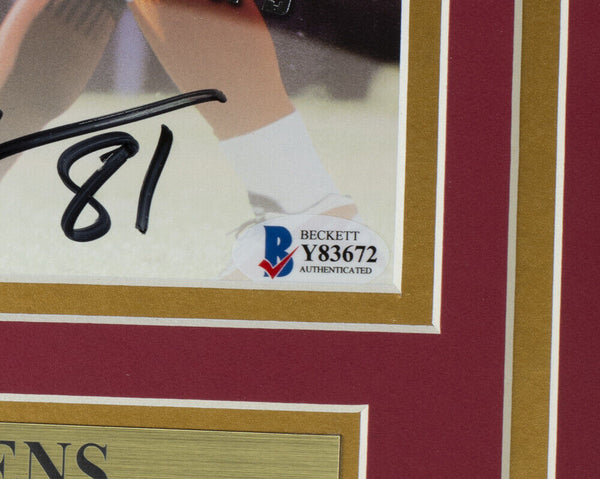 81
BECKETT
Y83672
AUTHENTICATED
ENS